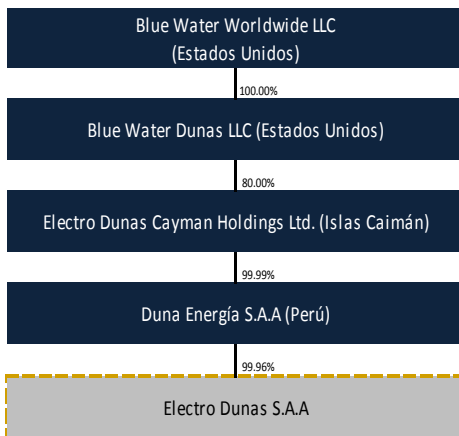 Blue Water Worldwide LLC
(Estados Unidos)
100.00%
Blue Water Dunas LLC (Estados Unidos)
80.00%
Electro Dunas Cayman Holdings Ltd. (Islas Caimán)
99.99%
Duna Energía S.A.A (Perú)
99.96%
Electro Dunas S.A.A